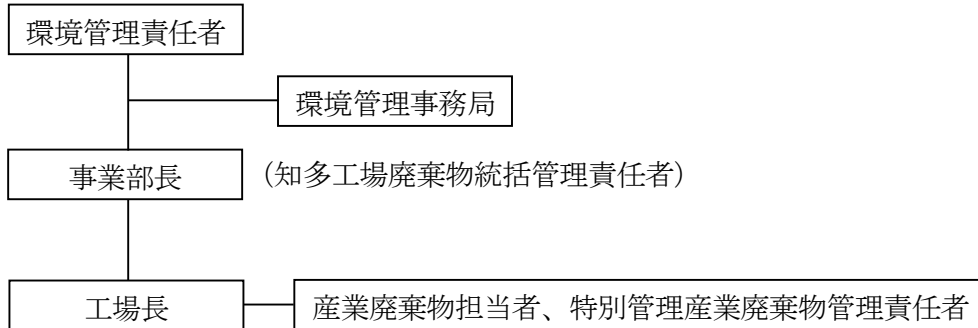 環境管理責任者
環境管理事務局
事業部長 (知多工場廃棄物統括管理責任者)
工場長 産業廃棄物担当者、特別管理産業廃棄物管理責任者